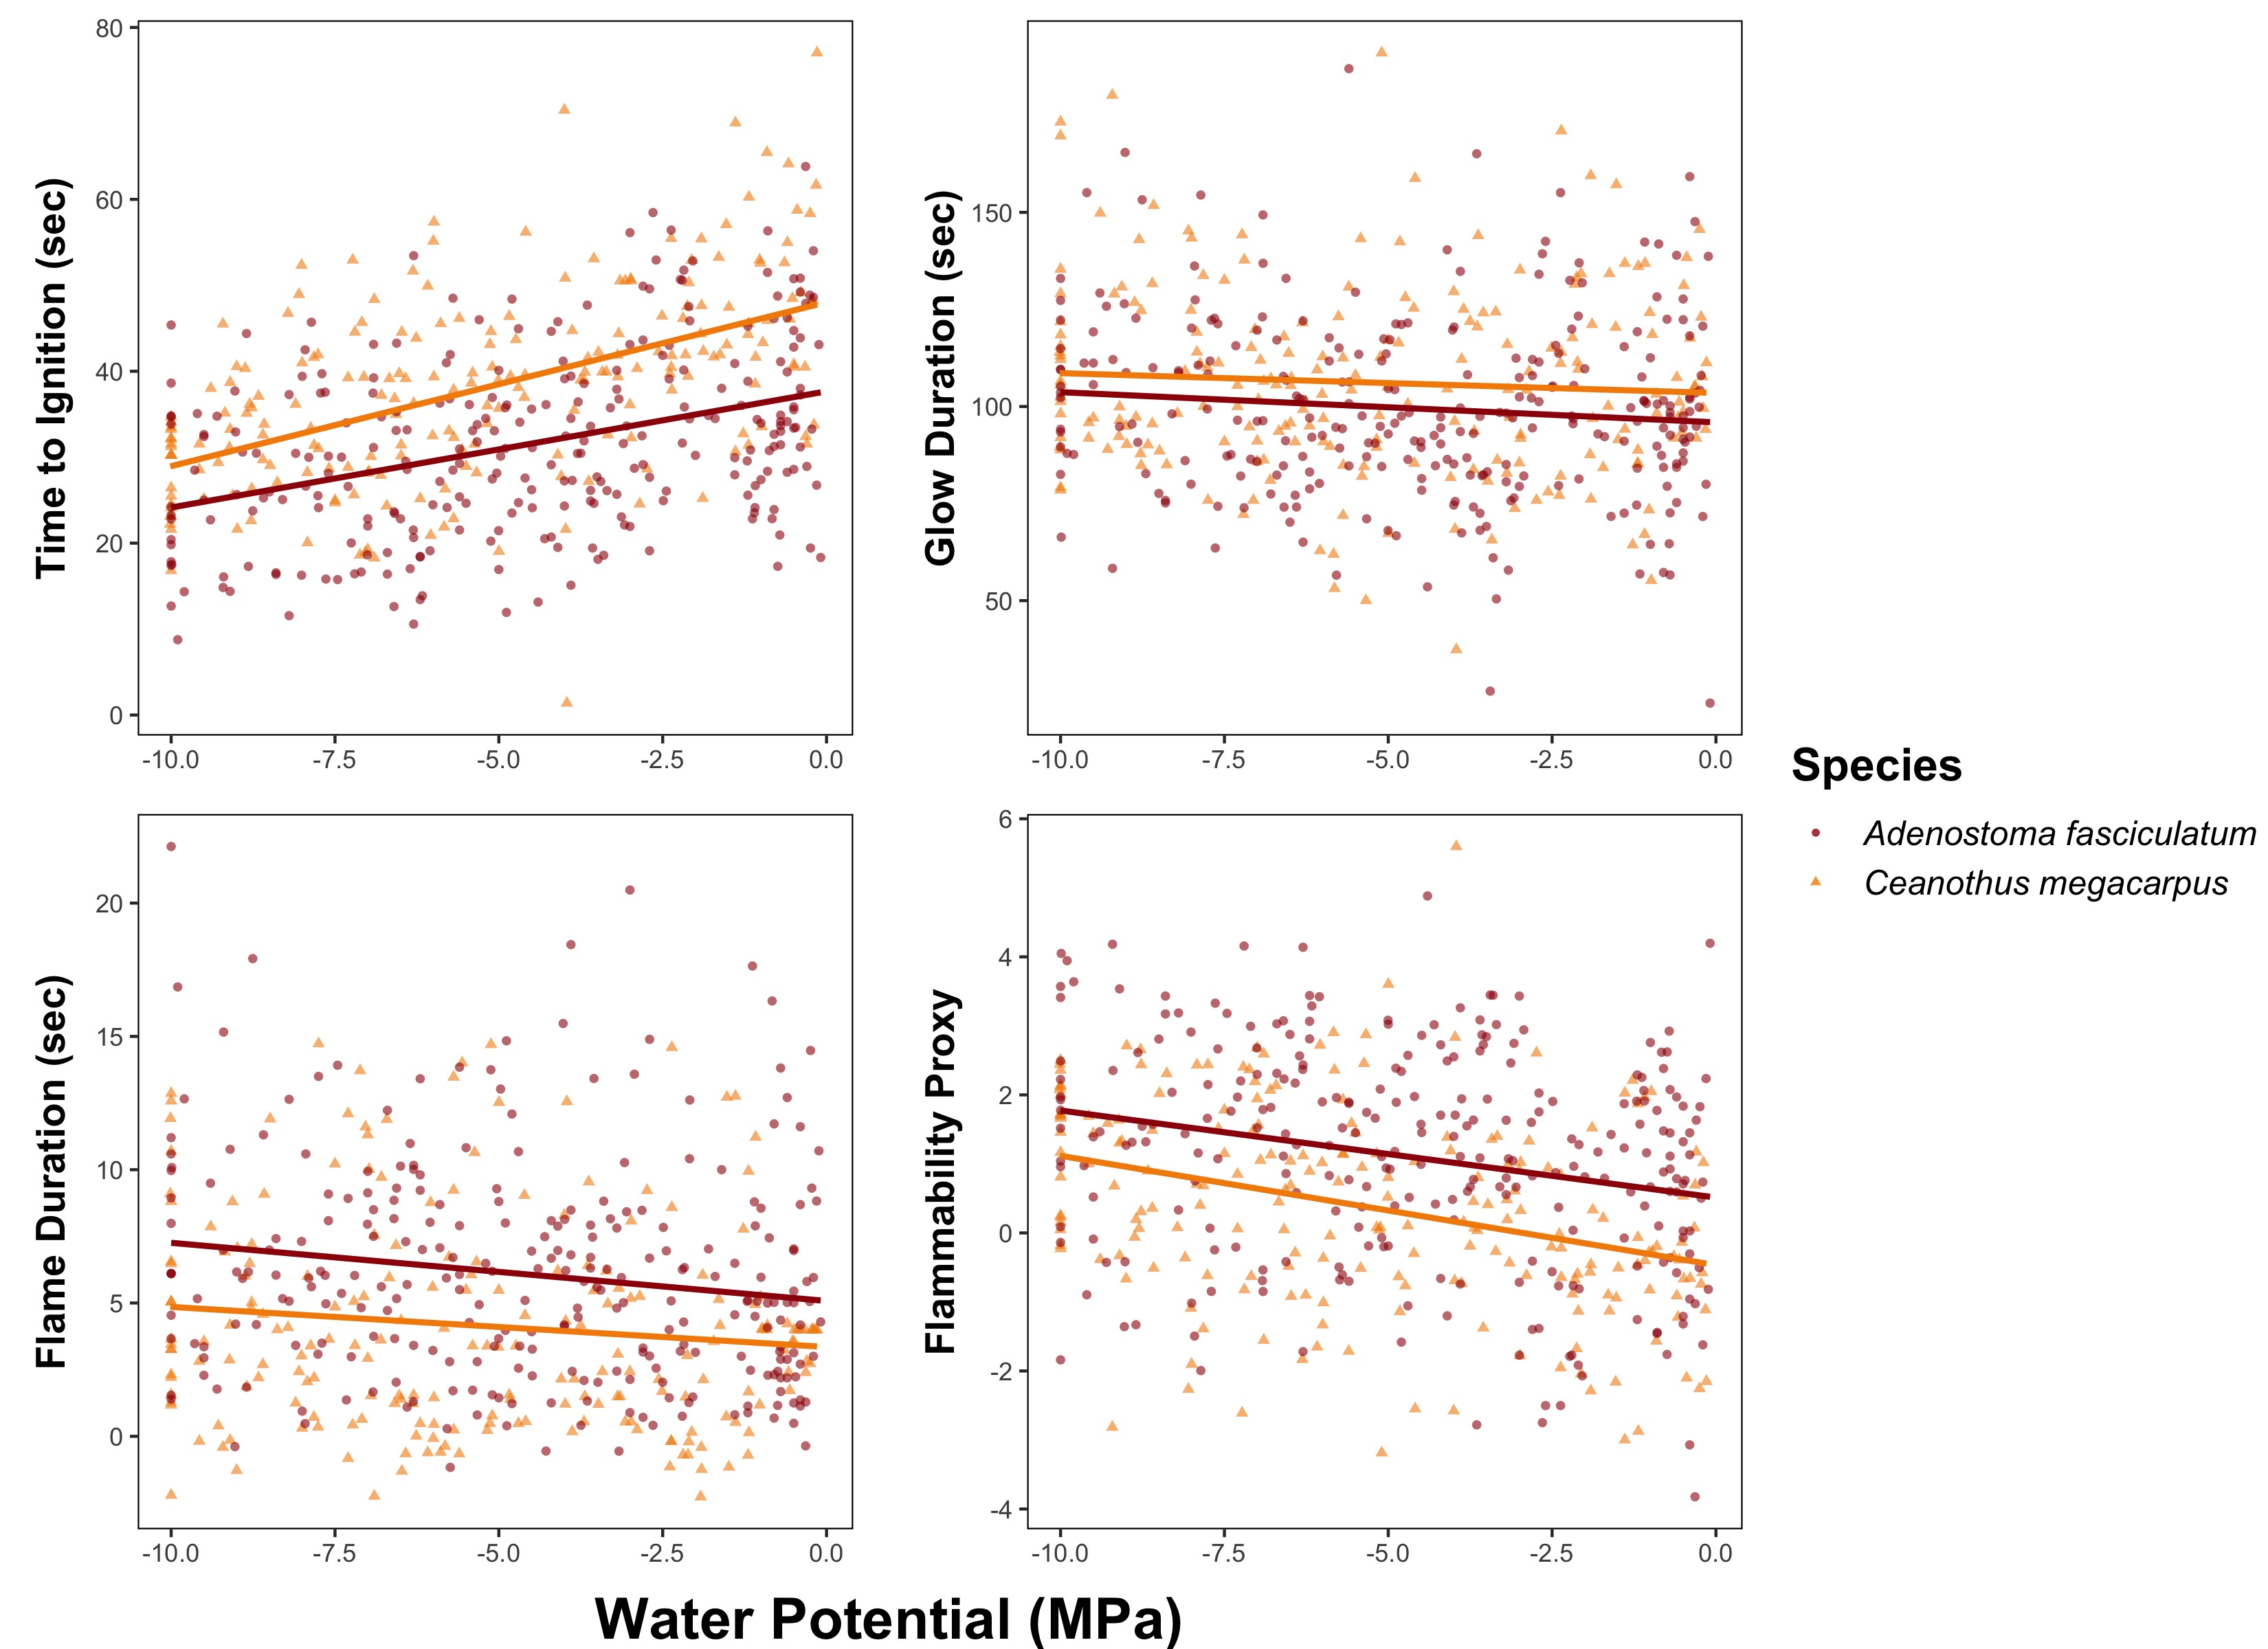 Time to Ignition (sec)
80
60
40
20
0
-10.0 -7.5 -5.0 -2.5 0.0
Glow Duration (sec)
150
100
50
-10.0 -7.5 -5.0 -2.5 0.0
Flame Duration (sec)
20
15
10
5
0
-10.0 -7.5 -5.0 -2.5 0.0
Flammability Proxy
6
4
2
0
-2
-4
-10.0 -7.5 -5.0 -2.5 0.0
Water Potential (MPa)
Species
Adenostoma fasciculatum
Ceanothus megacarpus